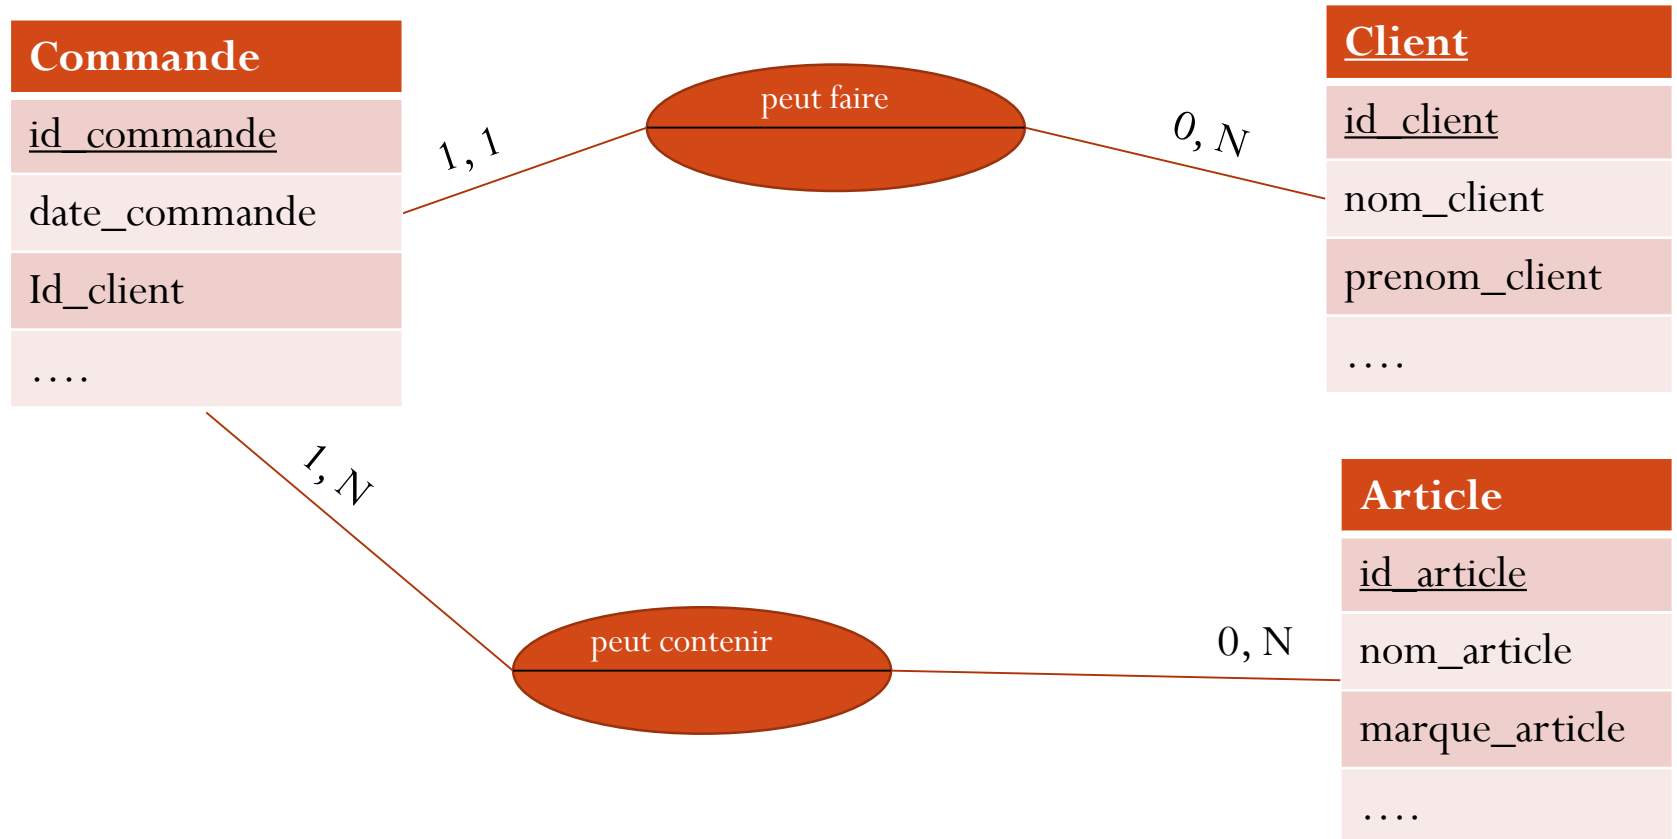 Commande
id_commande
date_commande
Id_client
....
1, 1
peut faire
0, N
Client
id_client
nom_client
prenom_client
....
1, N
peut contenir
0, N
Article
id_article
nom_article
marque_article
....